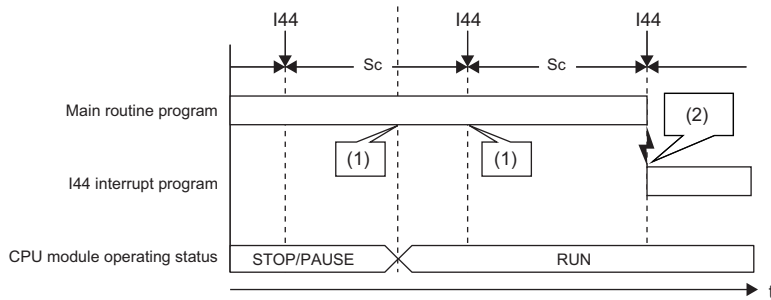 I44 I44 I44
Sc Sc
Main routine program
(2)
(1) (1)
I44 interrupt program
CPU module operating status STOP/PAUSE RUN
t